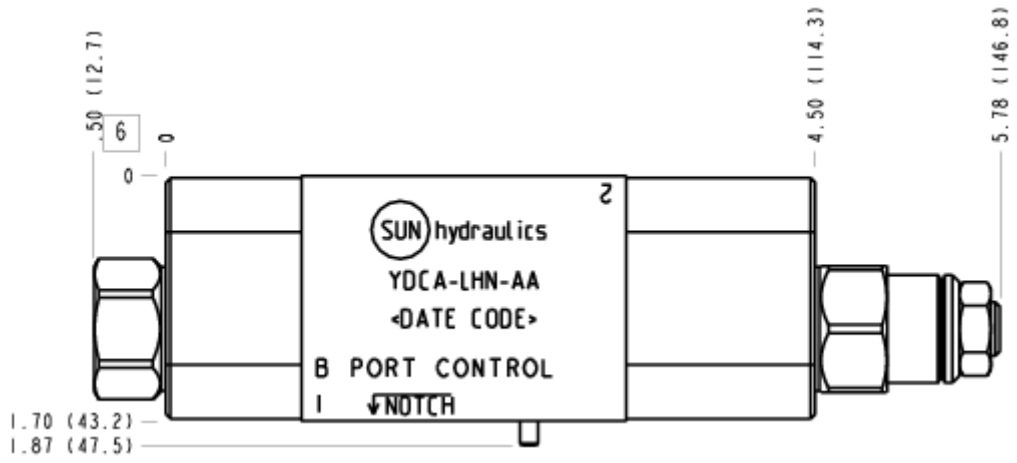 .50 (12.7)
6
0
4.50 (114.3)
5.78 (146.8)
0
2
SUN hydraulics
YDCA-LHN-AA
<DATE CODE>
B PORT CONTROL
1 NOTCH
1.70 (43.2)
1.87 (47.5)